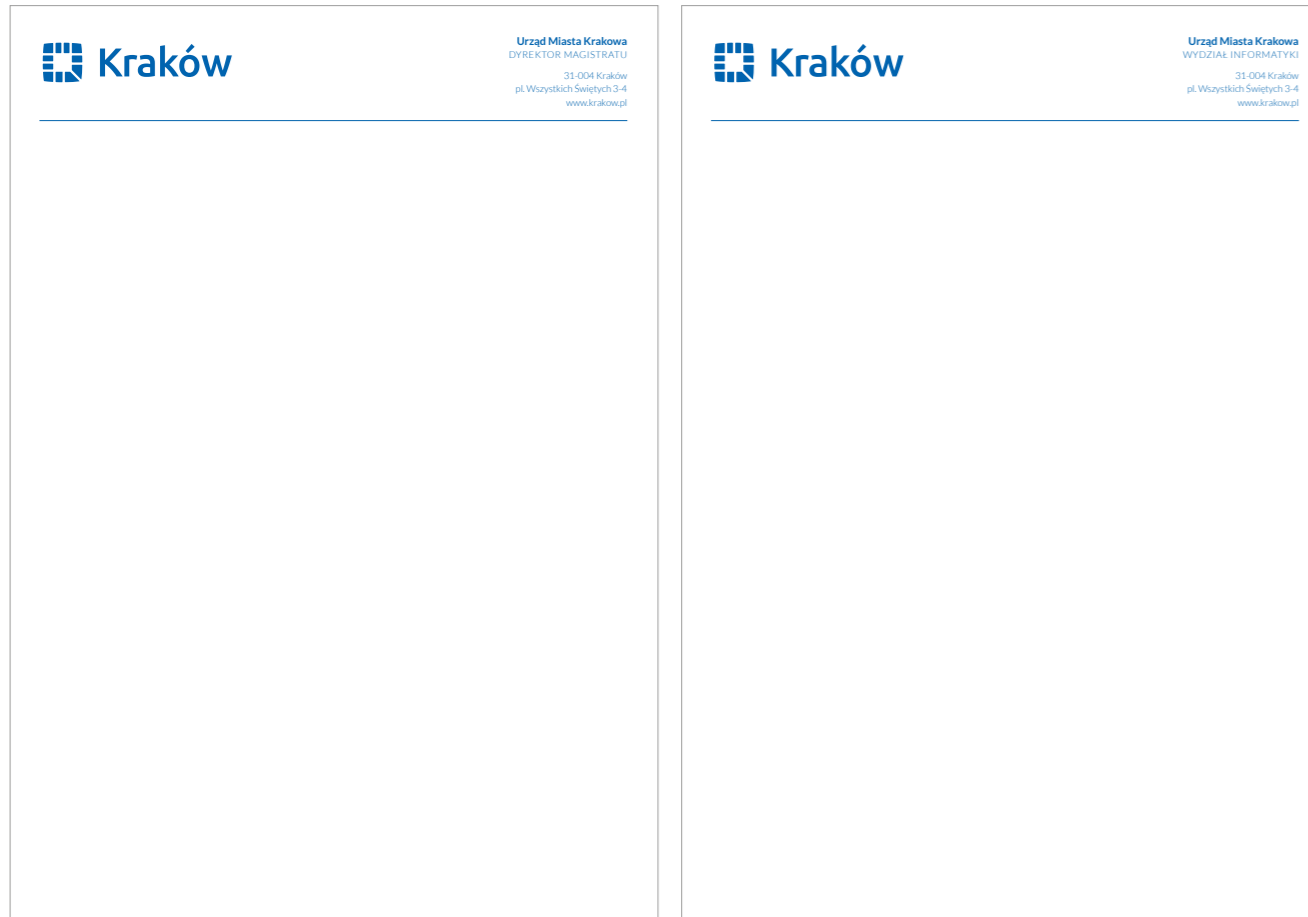 Kraków
Urząd Miasta Krakowa
DYREKTOR MAGISTRATU
31-004 Kraków
pl. Wszystkich Świętych 3-4
www.krakow.pl
Kraków
Urząd Miasta Krakowa
WYDZIAŁ INFORMATYKI
31-004 Kraków
pl. Wszystkich Świętych 3-4
www.krakow.pl